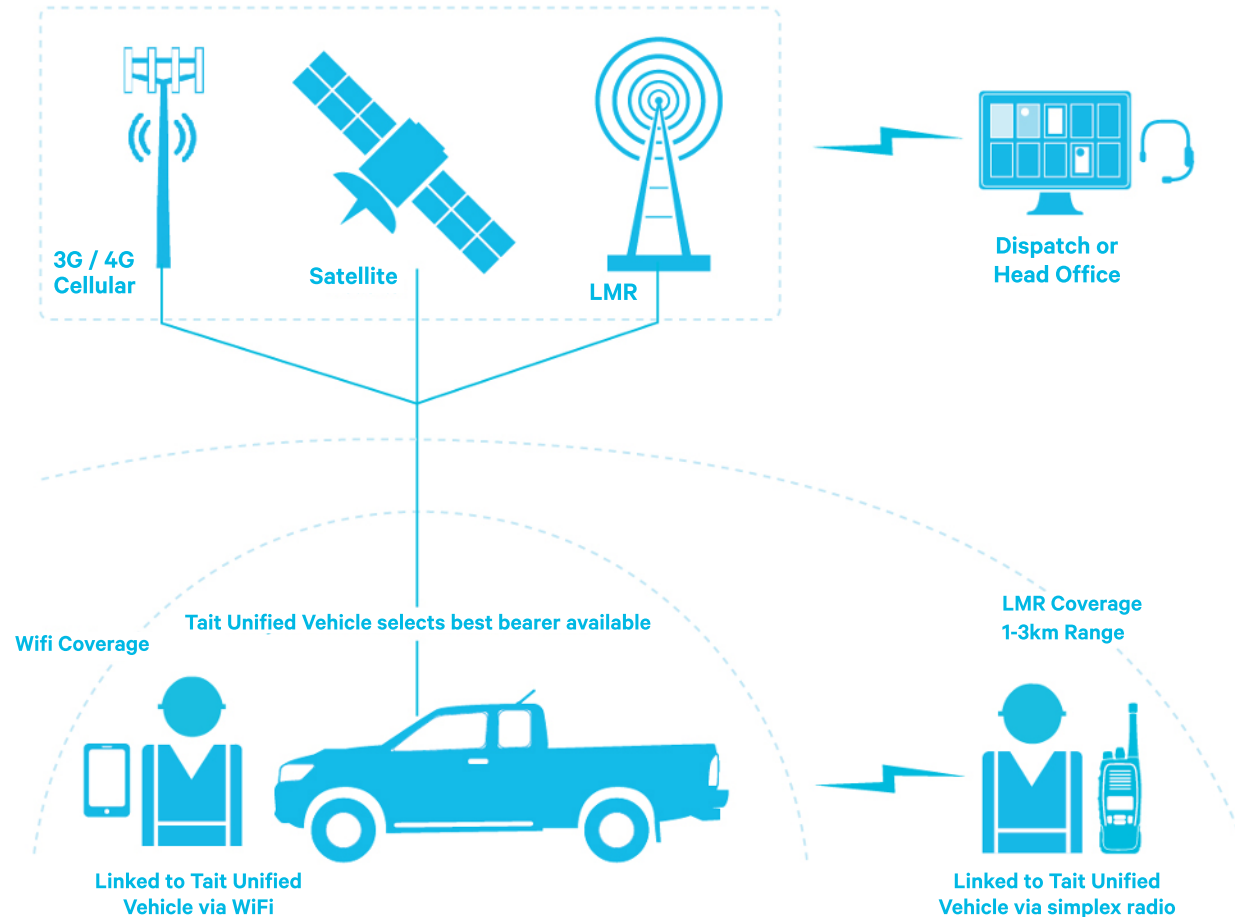 3G / 4G
Cellular
Satellite
LMR
Dispatch or
Head Office
Tait Unified Vehicle selects best bearer available
Wifi Coverage
LMR Coverage
1-3km Range
Linked to Tait Unified
Vehicle via WiFi
Linked to Tait Unified
Vehicle via simplex radio